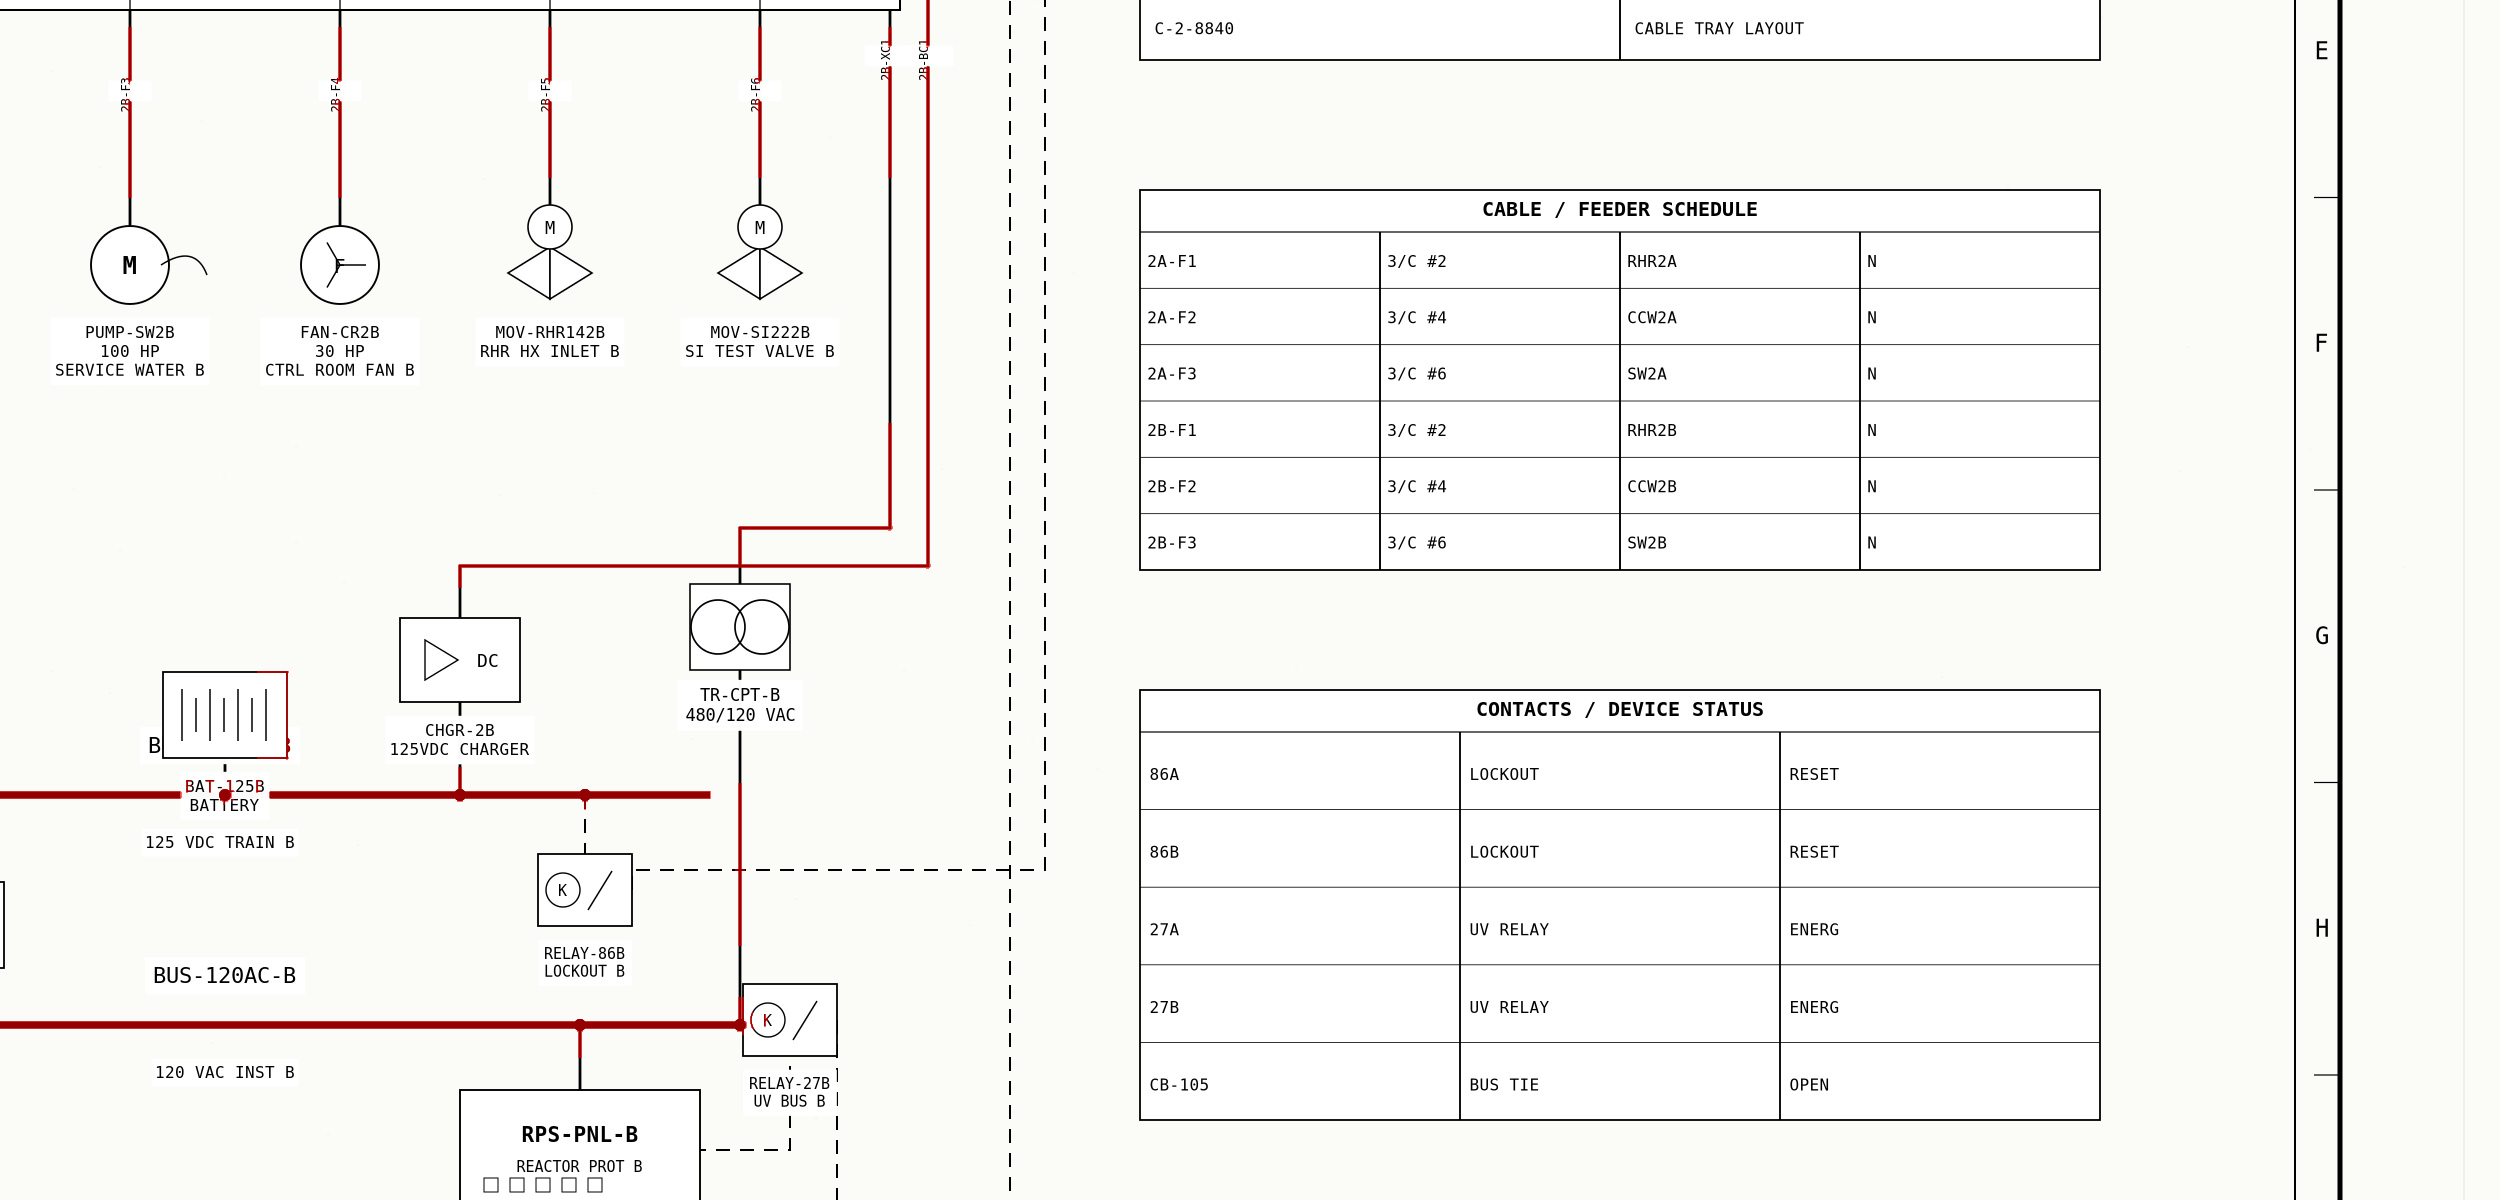 C-2-8840 CABLE TRAY LAYOUT
E
2B-F3 2B-F4 2B-F5 2B-F6 2B-XC1 2B-BC1
M F M M
PUMP-SW2B
100 HP
SERVICE WATER B
FAN-CR2B
30 HP
CTRL ROOM FAN B
MOV-RHR142B
RHR HX INLET B
MOV-SI222B
SI TEST VALVE B
CABLE / FEEDER SCHEDULE
2A-F1 3/C #2 RHR2A N
2A-F2 3/C #4 CCW2A N
2A-F3 3/C #6 SW2A N
2B-F1 3/C #2 RHR2B N
2B-F2 3/C #4 CCW2B N
2B-F3 3/C #6 SW2B N
F
G
DC
CHGR-2B
125VDC CHARGER
TR-CPT-B
480/120 VAC
BAT-125B
BATTERY
125 VDC TRAIN B
K
RELAY-86B
LOCKOUT B
BUS-120AC-B
120 VAC INST B
K
RELAY-27B
UV BUS B
RPS-PNL-B
REACTOR PROT B
CONTACTS / DEVICE STATUS
86A LOCKOUT RESET
86B LOCKOUT RESET
27A UV RELAY ENERG
27B UV RELAY ENERG
CB-105 BUS TIE OPEN
H